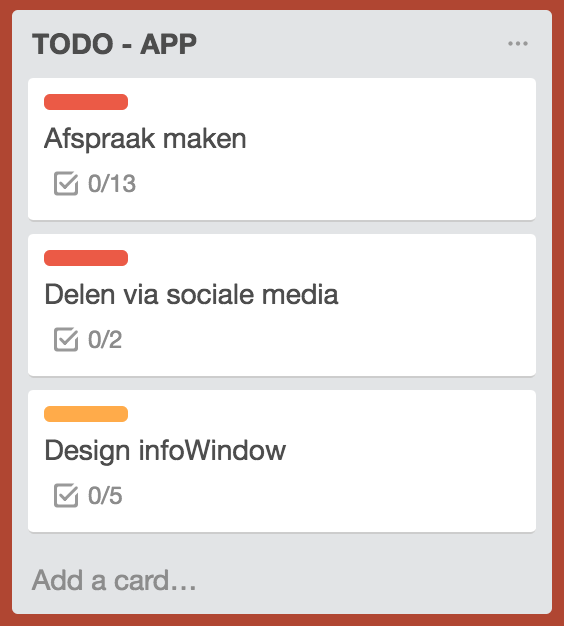 TODO - APP
Afspraak maken
0/13
Delen via sociale media
0/2
Design infoWindow
0/5
Add a card...